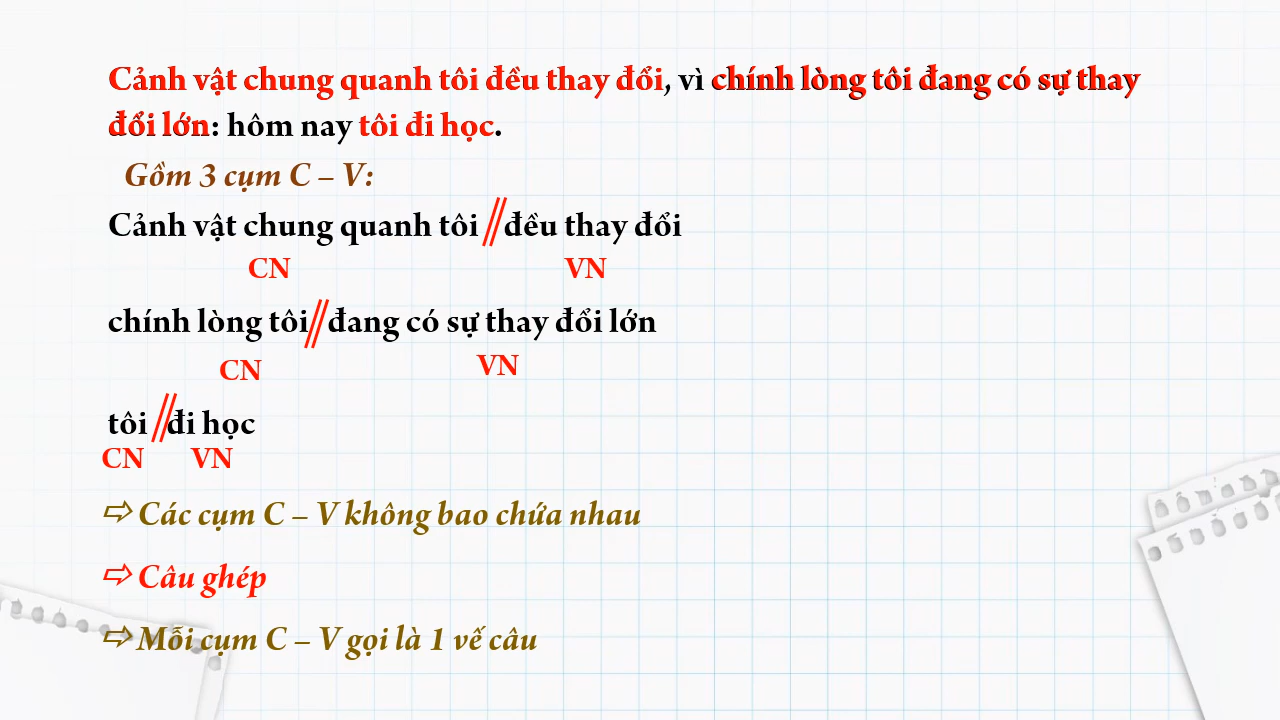 Cảnh vật chung quanh tôi đều thay đổi, vì chính lòng tôi đang có sự thay
đổi lớn: hôm nay tôi đi học.
Gồm 3 cụm C – V:
Cảnh vật chung quanh tôi // đều thay đổi
CN VN
chính lòng tôi // đang có sự thay đổi lớn
CN VN
tôi // đi học
CN VN
⇨ Các cụm C – V không bao chứa nhau
⇨ Câu ghép
⇨ Mỗi cụm C – V gọi là 1 vế câu